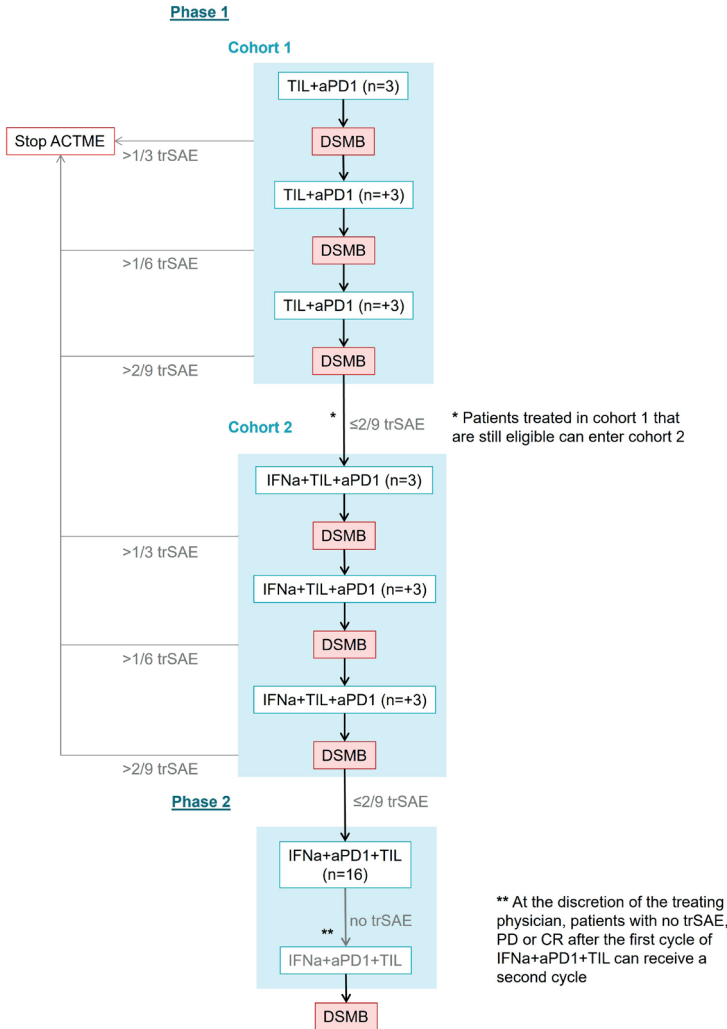 Phase 1
Cohort 1
TIL+aPD1 (n=3)
DSMB
Stop ACTME
>1/3 trSAE
TIL+aPD1 (n=+3)
DSMB
>1/6 trSAE
TIL+aPD1 (n=+3)
DSMB
>2/9 trSAE
* ≤2/9 trSAE
* Patients treated in cohort 1 that
are still eligible can enter cohort 2
Cohort 2
IFNa+TIL+aPD1 (n=3)
DSMB
>1/3 trSAE
IFNa+TIL+aPD1 (n=+3)
DSMB
>1/6 trSAE
IFNa+TIL+aPD1 (n=+3)
DSMB
>2/9 trSAE
Phase 2
≤2/9 trSAE
IFNa+aPD1+TIL
(n=16)
no trSAE
**
IFNa+aPD1+TIL
** At the discretion of the treating
physician, patients with no trSAE,
PD or CR after the first cycle of
IFNa+aPD1+TIL can receive a
second cycle
DSMB